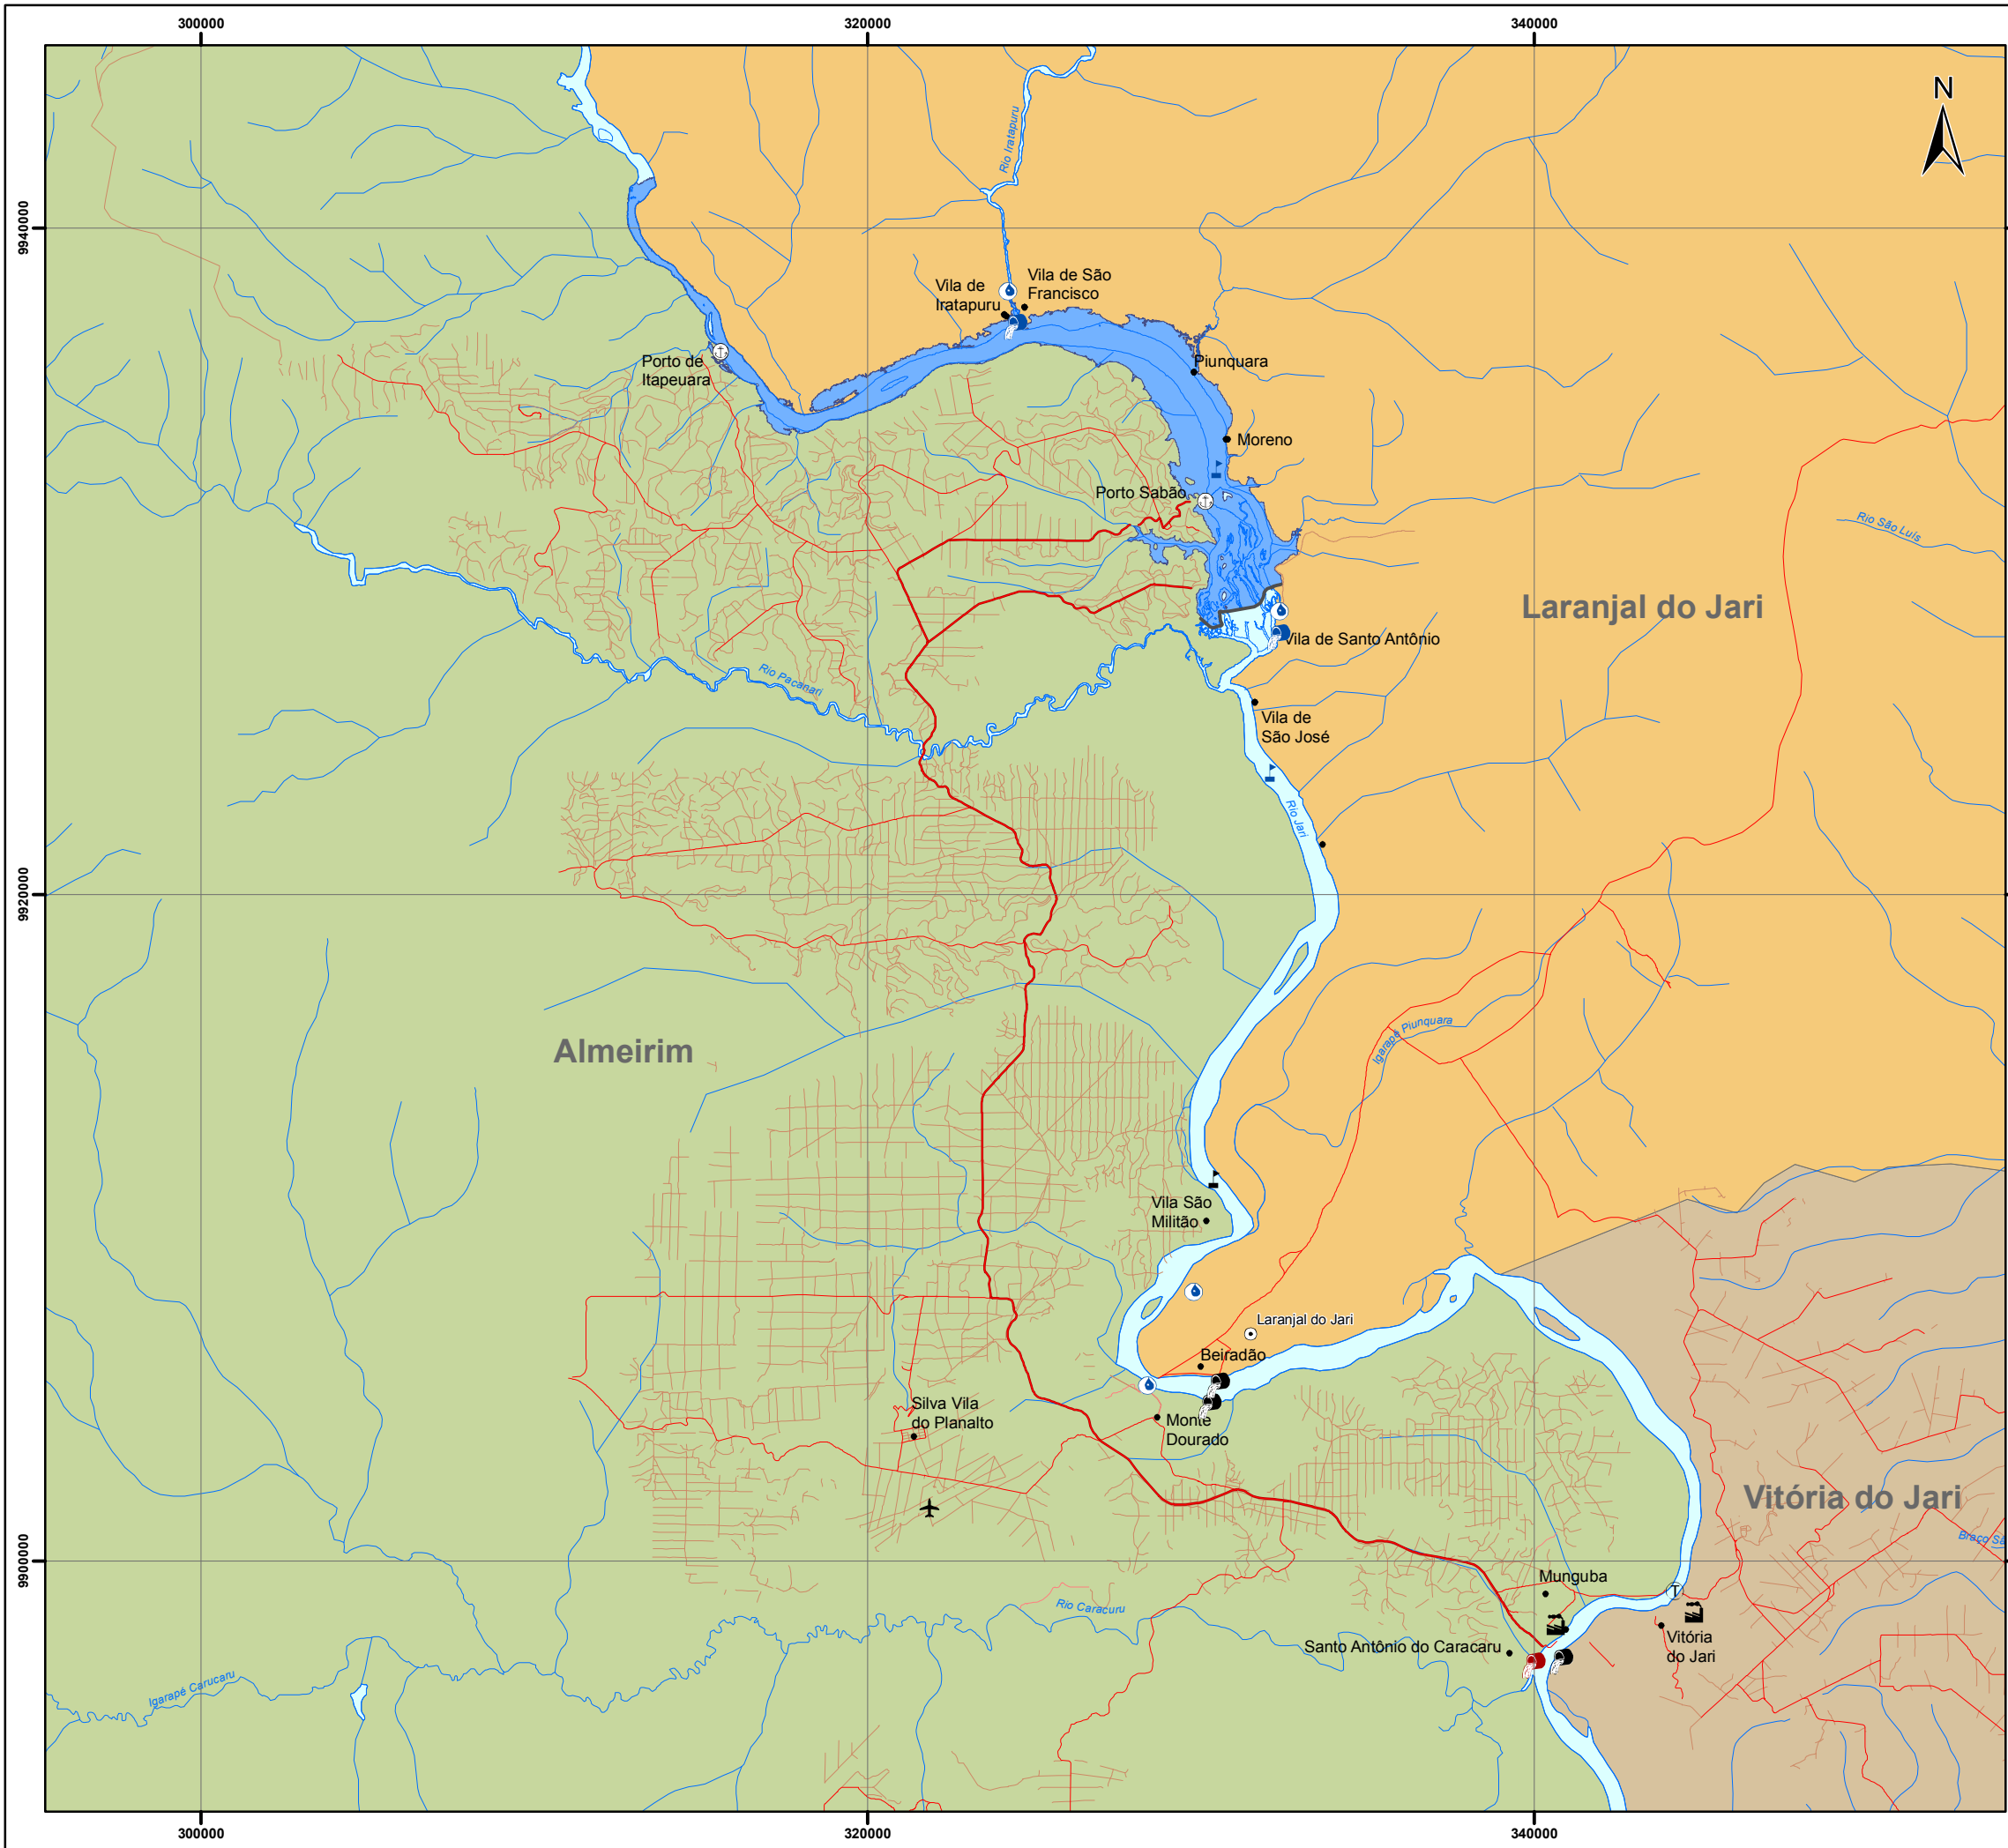 300000
320000
340000
N
9940000
9920000
9900000
Rio Iratapuru
Vila de
Iratapuru
Vila de São
Francisco
Porto de
Itapeuara
Piunquara
Moreno
Porto Sabão
Rio São Luis
Laranjal do Jari
Vila de Santo Antônio
Rio Pacanari
Vila de
São José
Rio Jari
Igarapé Piunquara
Almeirim
Vila São
Militão
Laranjal do Jari
Beiradão
Silva Vila
do Planalto
Monte
Dourado
Vitória do Jari
Braço Sã
Munguba
T
Rio Caracuru
Santo Antônio do Caracaru
Vitória
do Jari
Igarapé Carucaru
300000
320000
340000